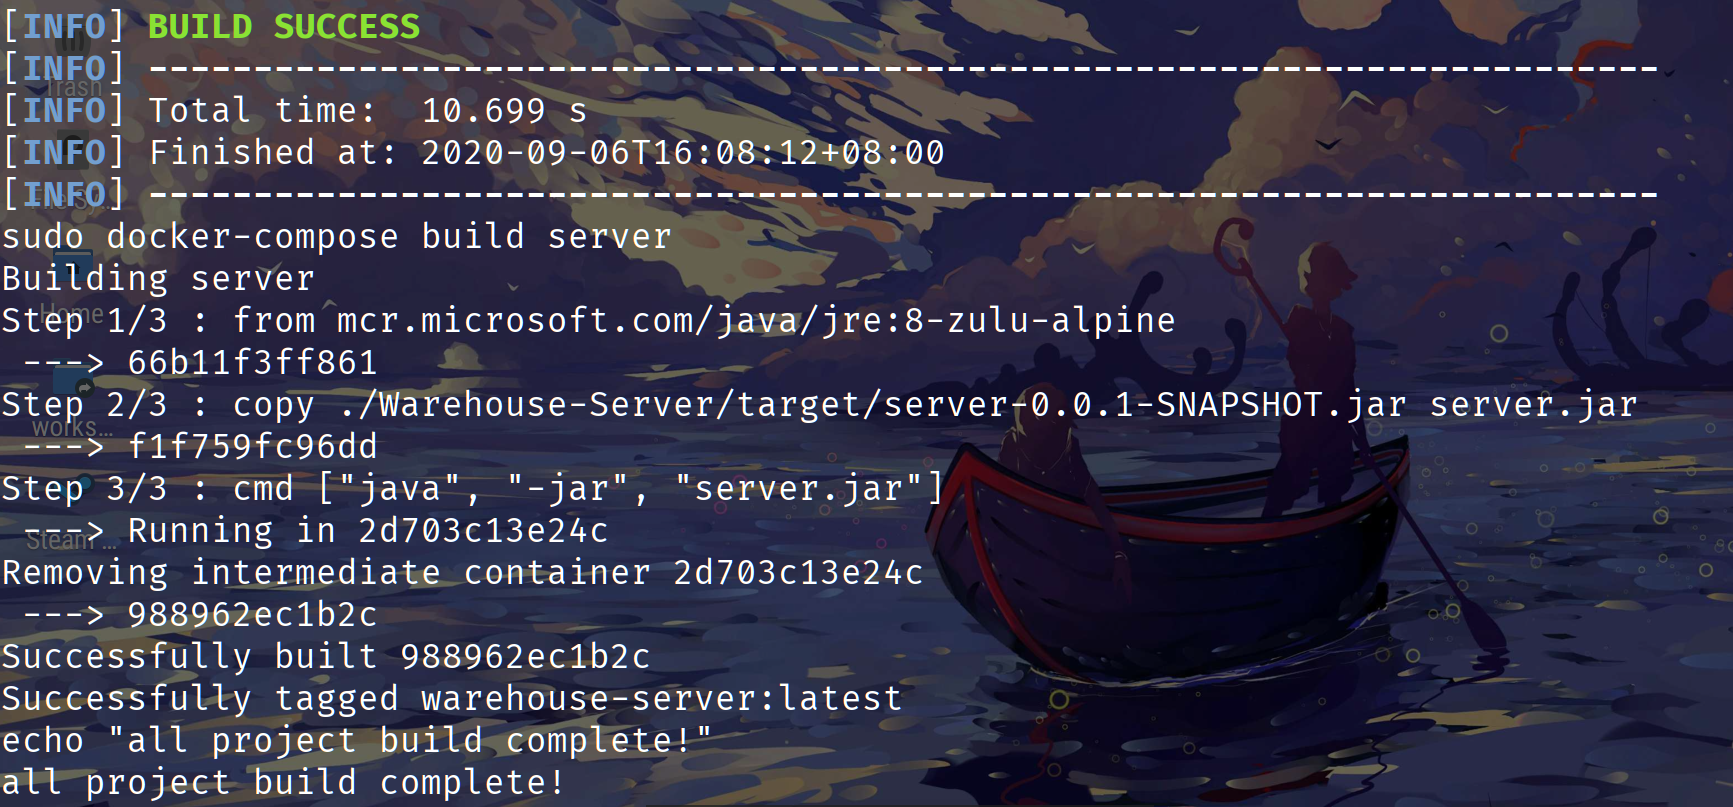 [INFO] BUILD SUCCESS
[INFO] ------------------------------------------------------------------------
[INFO] Total time:  10.699 s
[INFO] Finished at: 2020-09-06T16:08:12+08:00
[INFO] ------------------------------------------------------------------------
sudo docker-compose build server
Building server
Step 1/3 : from mcr.microsoft.com/java/jre:8-zulu-alpine
 ---> 66b11f3ff861
Step 2/3 : copy ./Warehouse-Server/target/server-0.0.1-SNAPSHOT.jar server.jar
 ---> f1f759fc96dd
Step 3/3 : cmd ["java", "-jar", "server.jar"]
 ---> Running in 2d703c13e24c
Removing intermediate container 2d703c13e24c
 ---> 988962ec1b2c
Successfully built 988962ec1b2c
Successfully tagged warehouse-server:latest
echo "all project build complete!"
all project build complete!
Trash
Home
works...
Steam ...